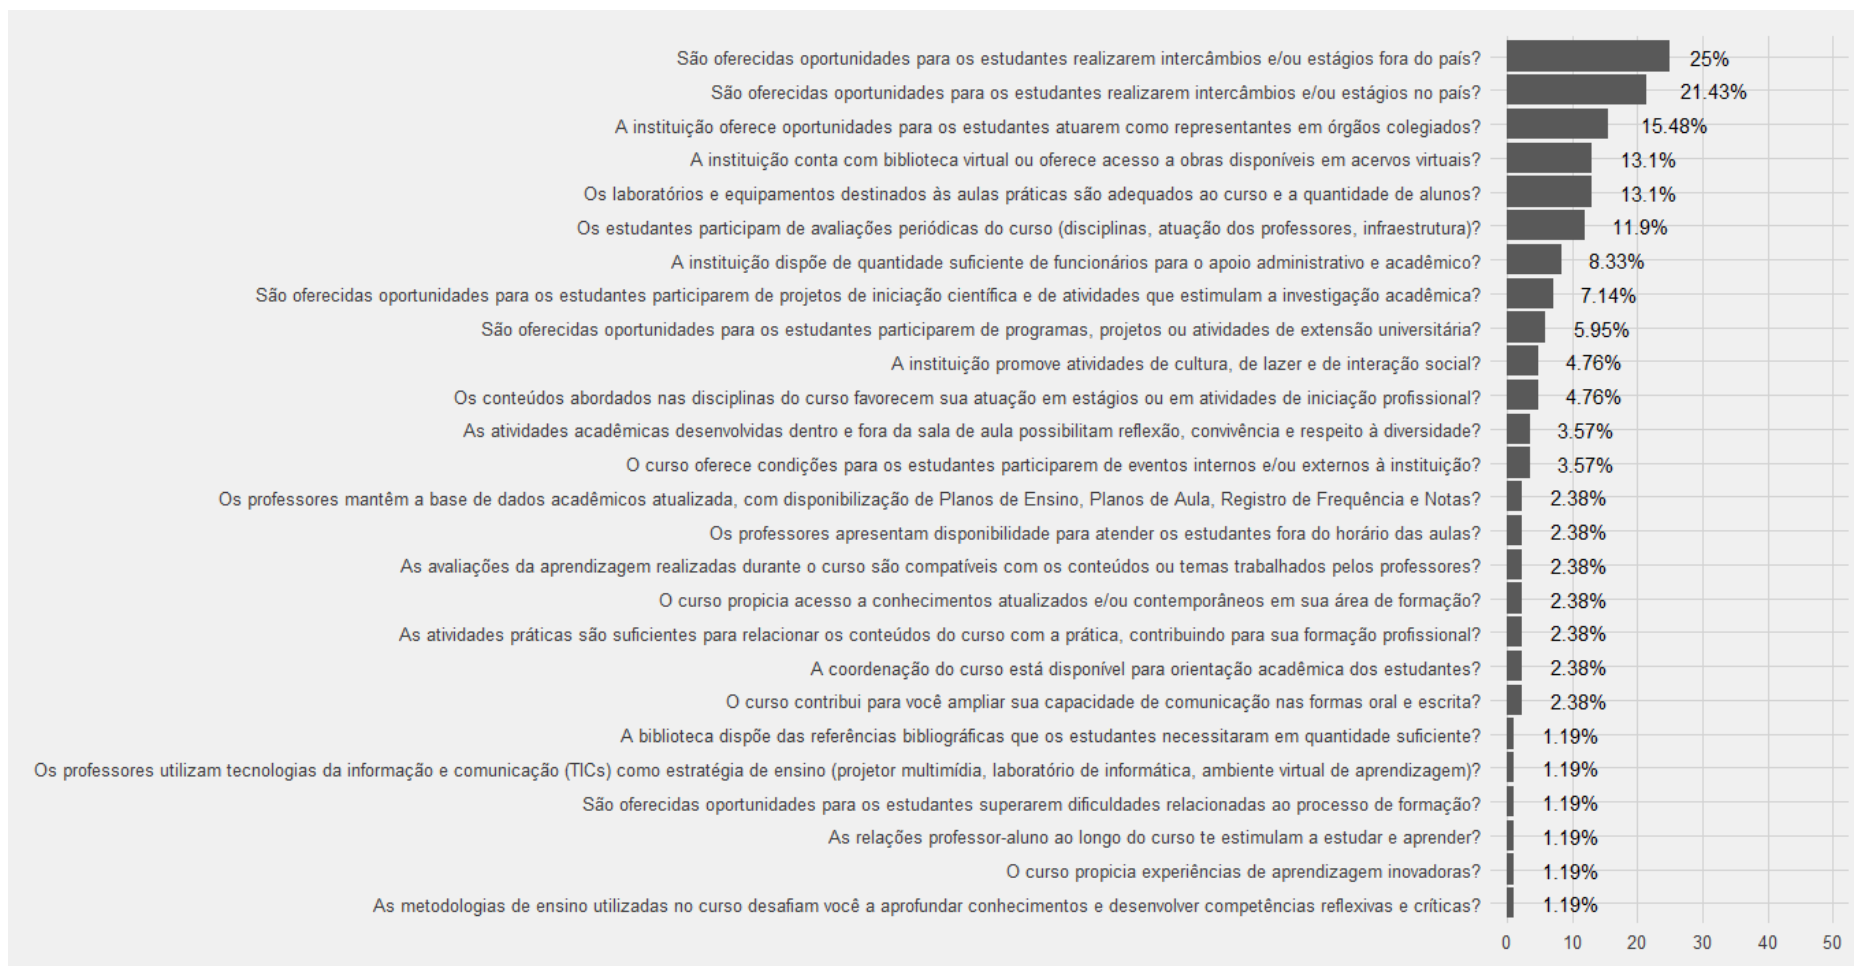 São oferecidas oportunidades para os estudantes realizarem intercâmbios e/ou estágios fora do país? 25%
São oferecidas oportunidades para os estudantes realizarem intercâmbios e/ou estágios no país? 21.43%
A instituição oferece oportunidades para os estudantes atuarem como representantes em órgãos colegiados? 15.48%
A instituição conta com biblioteca virtual ou oferece acesso a obras disponíveis em acervos virtuais? 13.1%
Os laboratórios e equipamentos destinados às aulas práticas são adequados ao curso e a quantidade de alunos? 13.1%
Os estudantes participam de avaliações periódicas do curso (disciplinas, atuação dos professores, infraestrutura)? 11.9%
A instituição dispõe de quantidade suficiente de funcionários para o apoio administrativo e acadêmico? 8.33%
São oferecidas oportunidades para os estudantes participarem de projetos de iniciação científica e de atividades que estimulam a investigação acadêmica? 7.14%
São oferecidas oportunidades para os estudantes participarem de programas, projetos ou atividades de extensão universitária? 5.95%
A instituição promove atividades de cultura, de lazer e de interação social? 4.76%
Os conteúdos abordados nas disciplinas do curso favorecem sua atuação em estágios ou em atividades de iniciação profissional? 4.76%
As atividades acadêmicas desenvolvidas dentro e fora da sala de aula possibilitam reflexão, convivência e respeito à diversidade? 3.57%
O curso oferece condições para os estudantes participarem de eventos internos e/ou externos à instituição? 3.57%
Os professores mantêm a base de dados acadêmicos atualizada, com disponibilização de Planos de Ensino, Planos de Aula, Registro de Frequência e Notas? 2.38%
Os professores apresentam disponibilidade para atender os estudantes fora do horário das aulas? 2.38%
As avaliações da aprendizagem realizadas durante o curso são compatíveis com os conteúdos ou temas trabalhados pelos professores? 2.38%
O curso propicia acesso a conhecimentos atualizados e/ou contemporâneos em sua área de formação? 2.38%
As atividades práticas são suficientes para relacionar os conteúdos do curso com a prática, contribuindo para sua formação profissional? 2.38%
A coordenação do curso está disponível para orientação acadêmica dos estudantes? 2.38%
O curso contribui para você ampliar sua capacidade de comunicação nas formas oral e escrita? 2.38%
A biblioteca dispõe das referências bibliográficas que os estudantes necessitaram em quantidade suficiente? 1.19%
Os professores utilizam tecnologias da informação e comunicação (TICs) como estratégia de ensino (projetor multimídia, laboratório de informática, ambiente virtual de aprendizagem)? 1.19%
São oferecidas oportunidades para os estudantes superarem dificuldades relacionadas ao processo de formação? 1.19%
As relações professor-aluno ao longo do curso te estimulam a estudar e aprender? 1.19%
O curso propicia experiências de aprendizagem inovadoras? 1.19%
As metodologias de ensino utilizadas no curso desafiam você a aprofundar conhecimentos e desenvolver competências reflexivas e críticas? 1.19%
0 10 20 30 40 50